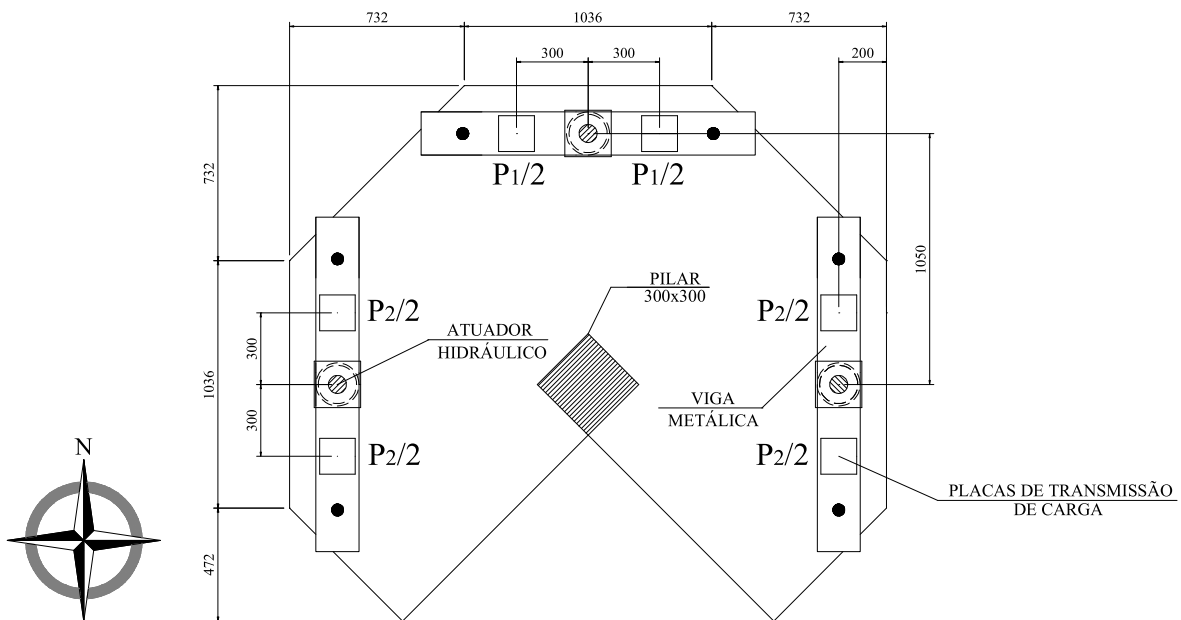 732
1036
732
300
300
200
732
P1/2
P1/2
1050
PILAR
300x300
P2/2
P2/2
ATUADOR
HIDRÁULICO
300
1036
300
VIGA
METÁLICA
P2/2
P2/2
N
PLACAS DE TRANSMISSÃO
DE CARGA
472